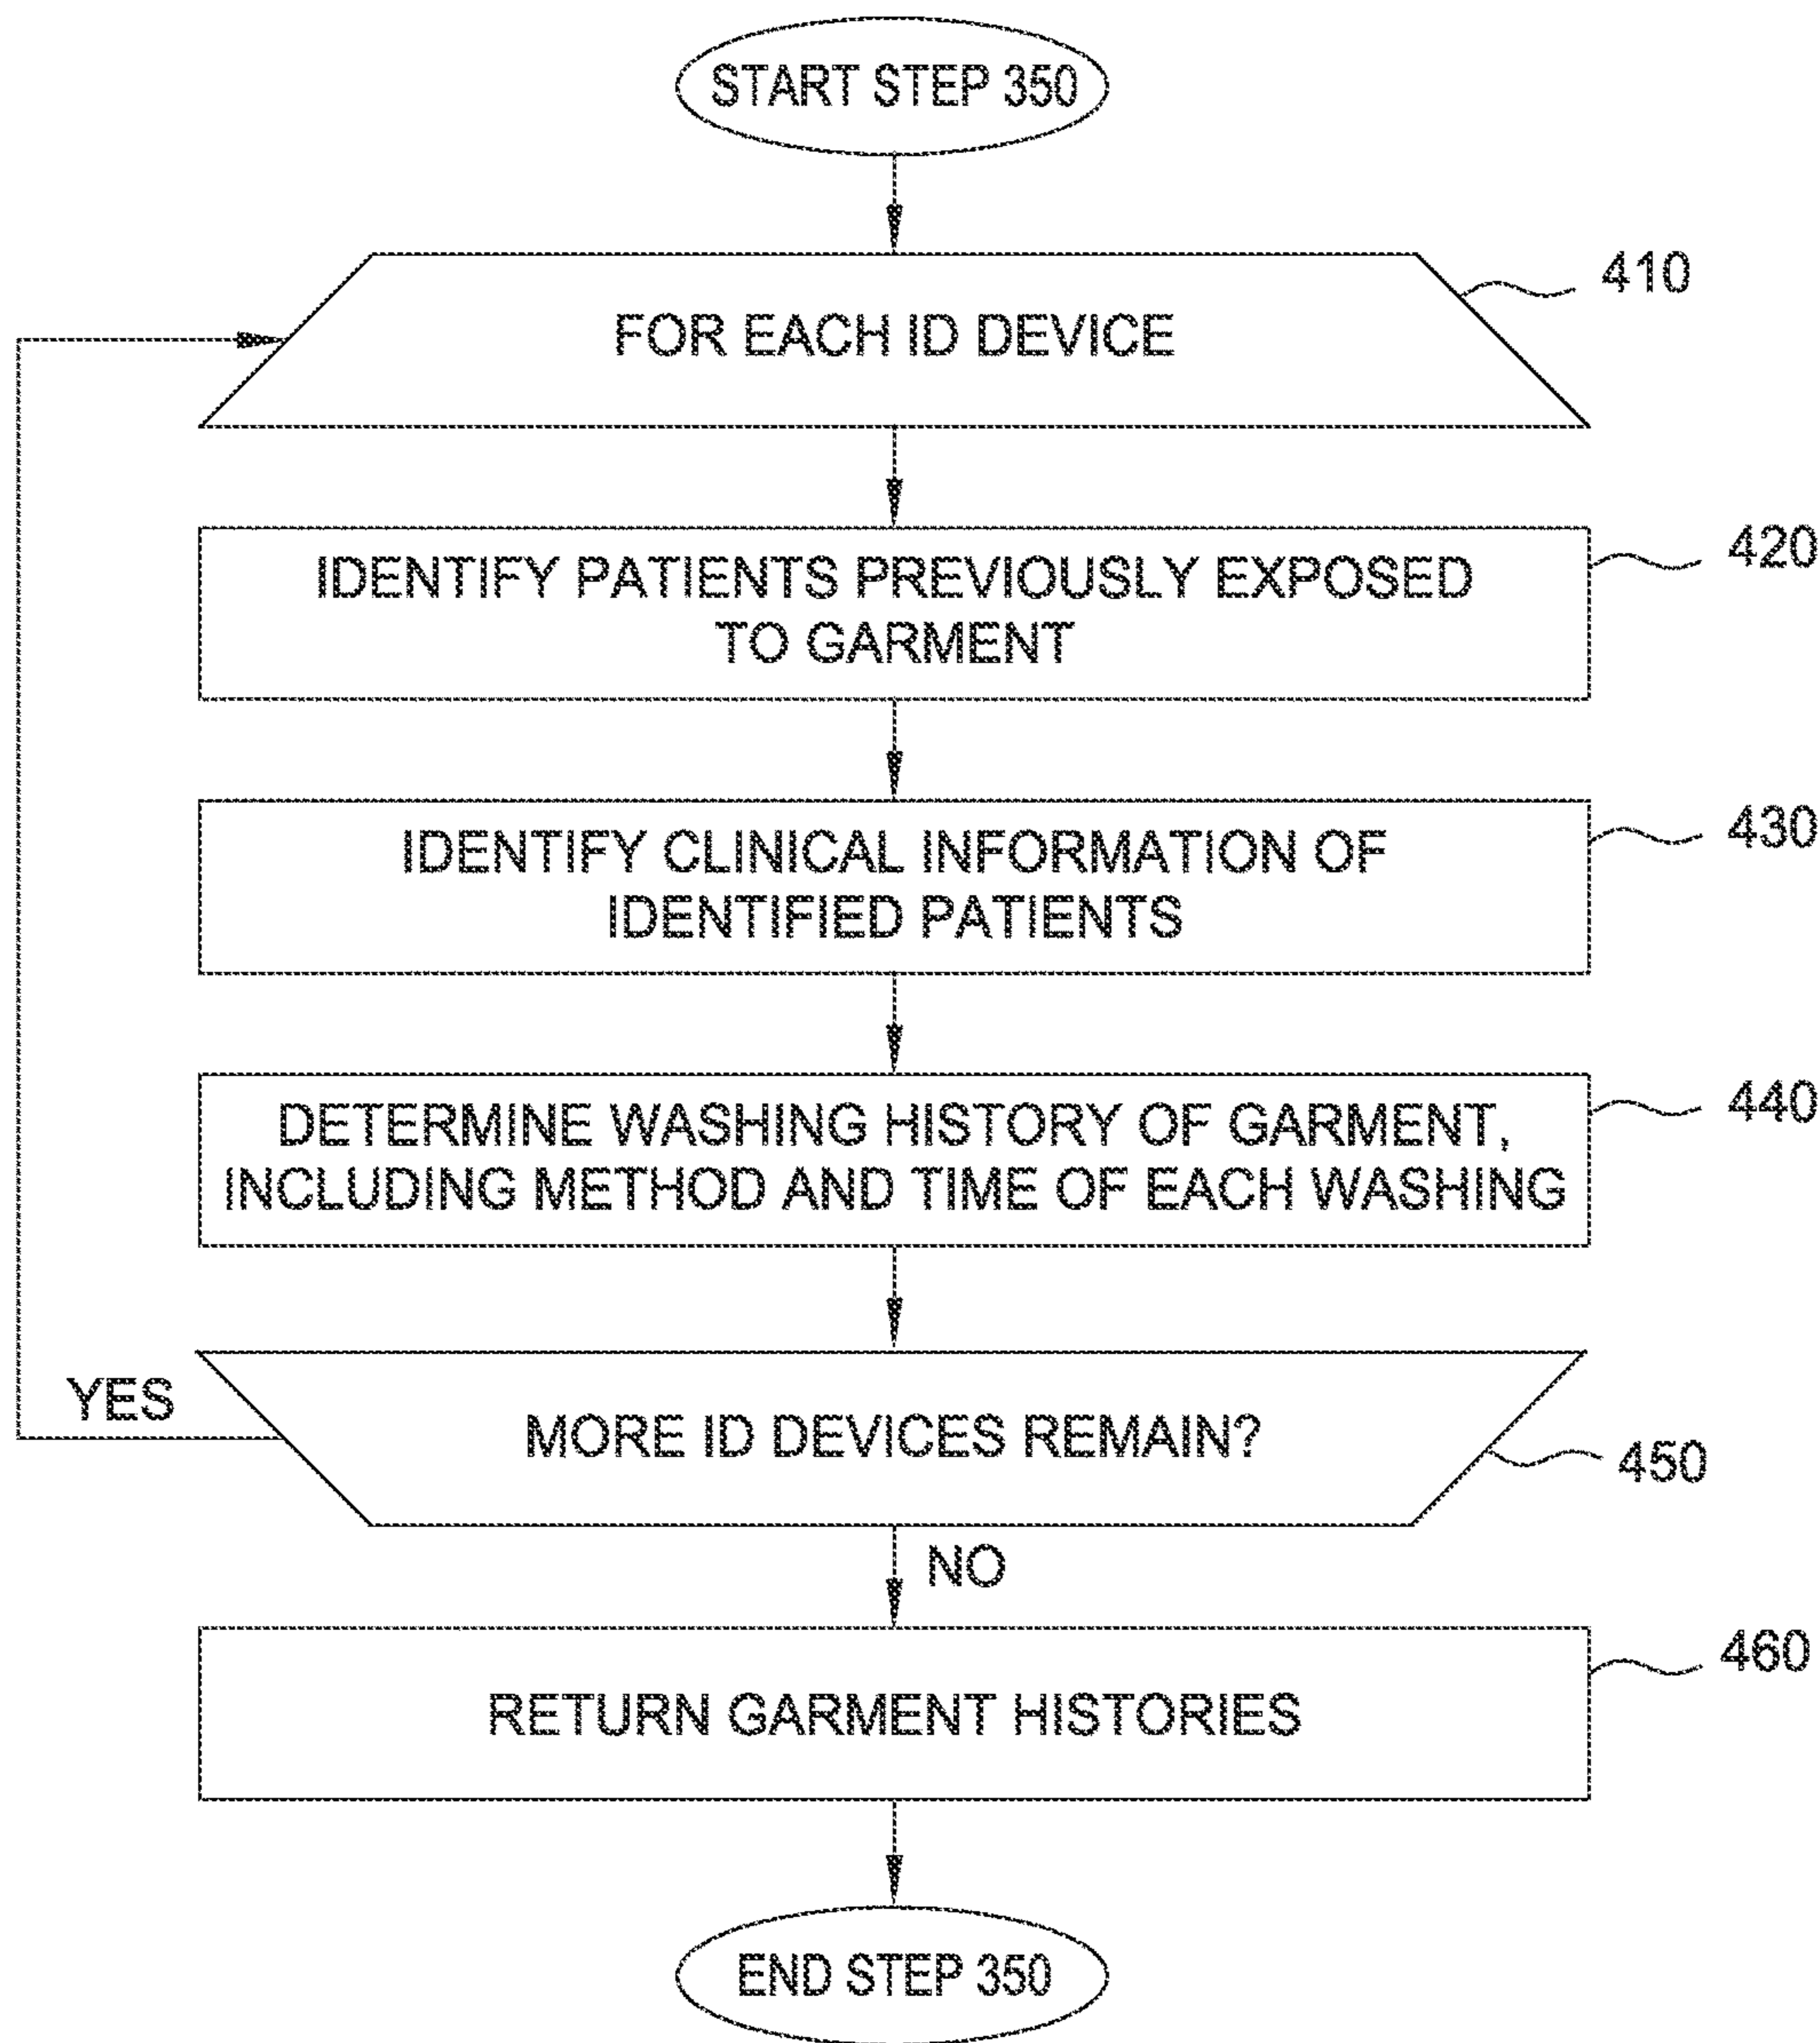 START STEP 350
FOR EACH ID DEVICE
410
IDENTIFY PATIENTS PREVIOUSLY EXPOSED
TO GARMENT
420
IDENTIFY CLINICAL INFORMATION OF
IDENTIFIED PATIENTS
430
DETERMINE WASHING HISTORY OF GARMENT,
INCLUDING METHOD AND TIME OF EACH WASHING
440
YES
MORE ID DEVICES REMAIN?
450
NO
RETURN GARMENT HISTORIES
460
END STEP 350